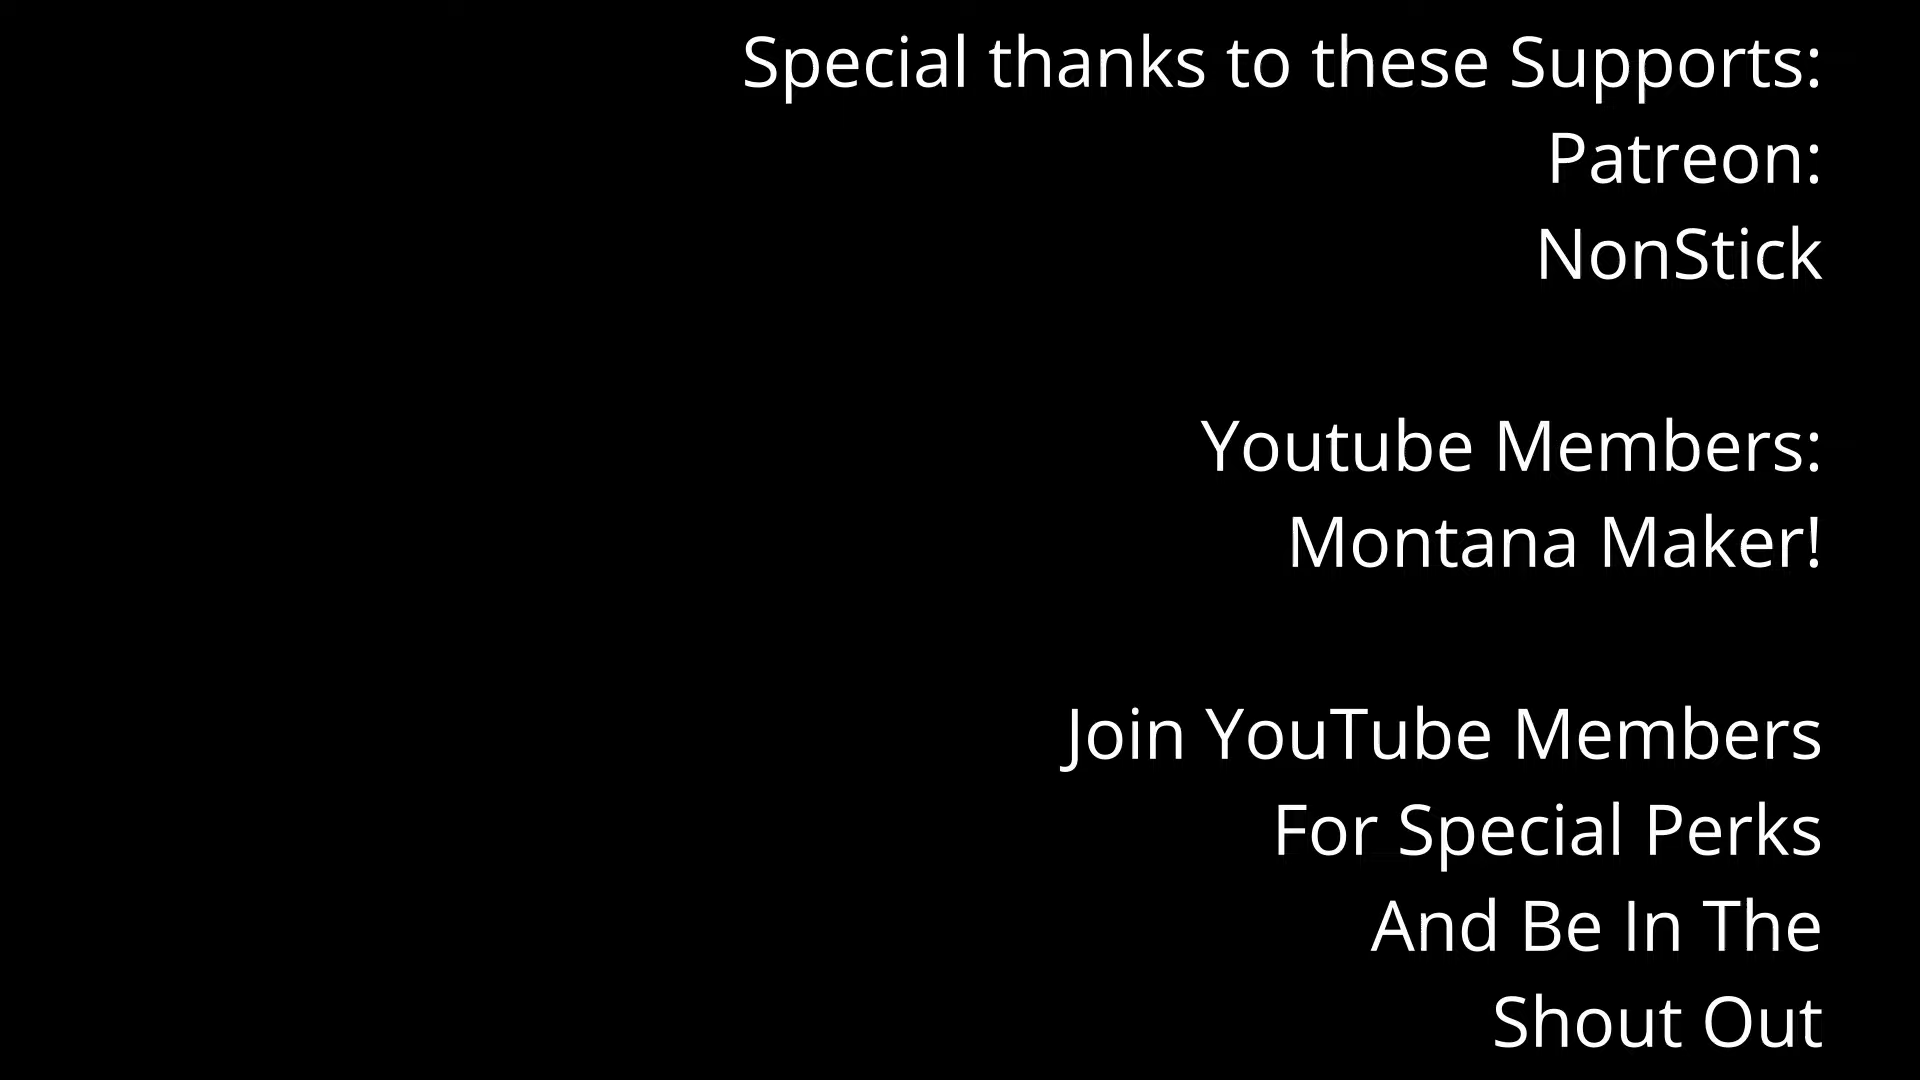 Special thanks to these Supports:
Patreon:
NonStick
Youtube Members:
Montana Maker!
Join YouTube Members
For Special Perks
And Be In The
Shout Out